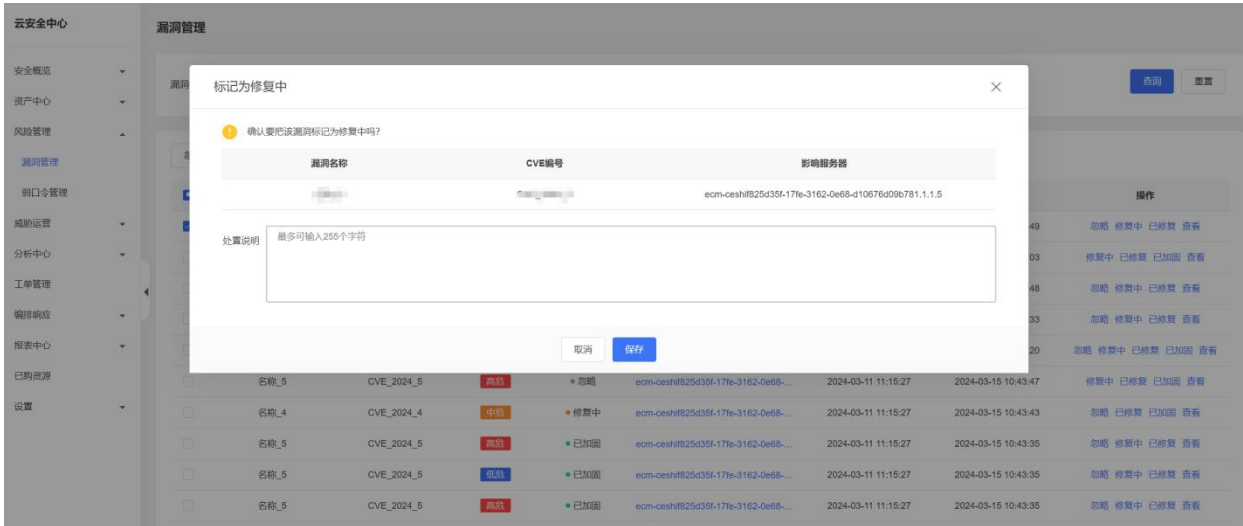 云安全中心
漏洞管理
安全概览
资产中心
风险管理
漏洞管理
弱口令管理
威胁运营
分析中心
工单管理
编排响应
报表中心
已购资源
设置
漏洞
查询 重置
标记为修复中
确认要把该漏洞标记为修复中吗?
漏洞名称 CVE编号 影响服务器
ecm-ceshif825d35f-17fe-3162-0e68-d10676d09b781.1.1.5
处置说明 最多可输入255个字符
取消 保存
操作
49 忽略 修复中 已修复 查看
03 修复中 已修复 已加固 查看
48 忽略 修复中 已修复 查看
33 忽略 修复中 已修复 查看
20 忽略 修复中 已修复 已加固 查看
名称_5 CVE_2024_5 高危 忽略 ecm-ceshif825d35f-17fe-3162-0e68-... 2024-03-11 11:15:27 2024-03-15 10:43:47 修复中 已修复 已加固 查看
名称_4 CVE_2024_4 中危 修复中 ecm-ceshif825d35f-17fe-3162-0e68-... 2024-03-11 11:15:27 2024-03-15 10:43:43 忽略 已修复 已加固 查看
名称_5 CVE_2024_5 高危 已加固 ecm-ceshif825d35f-17fe-3162-0e68-... 2024-03-11 11:15:27 2024-03-15 10:43:35 忽略 修复中 已修复 查看
名称_5 CVE_2024_5 低危 已加固 ecm-ceshif825d35f-17fe-3162-0e68-... 2024-03-11 11:15:27 2024-03-15 10:43:35 忽略 修复中 已修复 查看
名称_5 CVE_2024_5 高危 已加固 ecm-ceshif825d35f-17fe-3162-0e68-... 2024-03-11 11:15:27 2024-03-15 10:43:35 忽略 修复中 已修复 查看